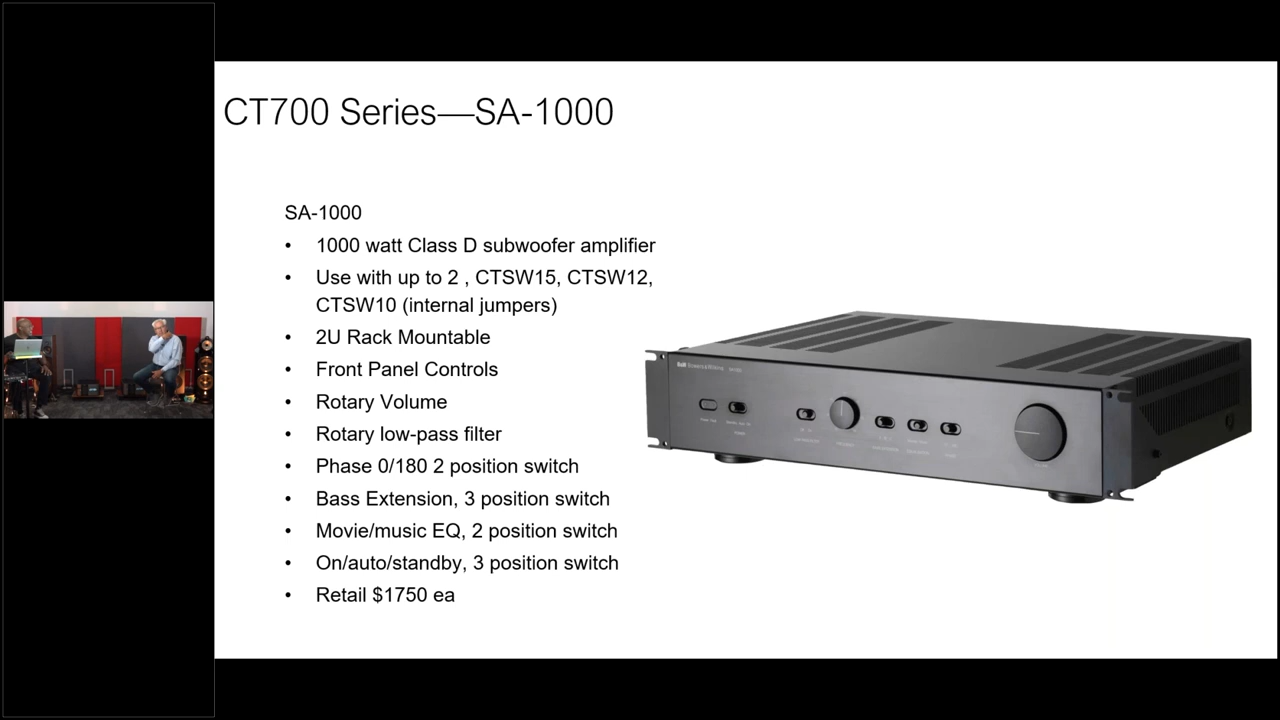 CT700 Series—SA-1000
SA-1000
• 1000 watt Class D subwoofer amplifier
• Use with up to 2 , CTSW15, CTSW12,
CTSW10 (internal jumpers)
• 2U Rack Mountable
• Front Panel Controls
• Rotary Volume
• Rotary low-pass filter
• Phase 0/180 2 position switch
• Bass Extension, 3 position switch
• Movie/music EQ, 2 position switch
• On/auto/standby, 3 position switch
• Retail $1750 ea
Bowers & Wilkins